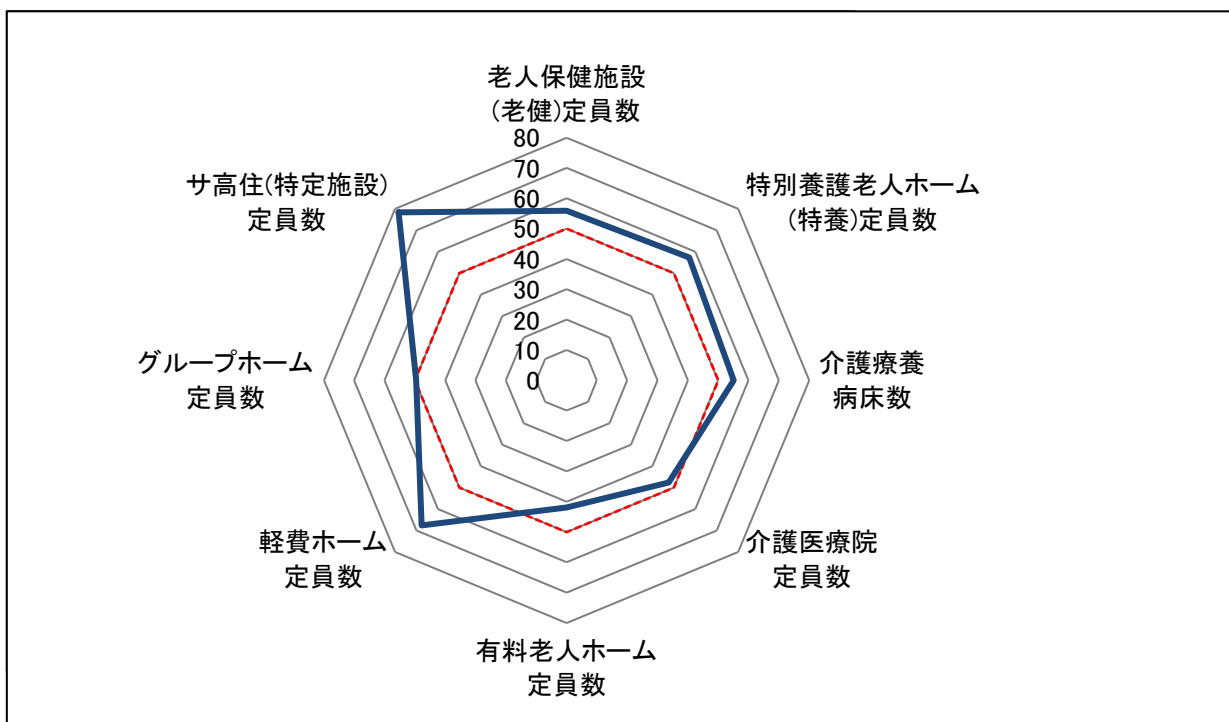 老人保健施設
(老健)定員数
80
70
60
50
40
30
20
10
0
特別養護老人ホーム
(特養)定員数
介護療養
病床数
介護医療院
定員数
有料老人ホーム
定員数
軽費ホーム
定員数
グループホーム
定員数
サ高住(特定施設)
定員数